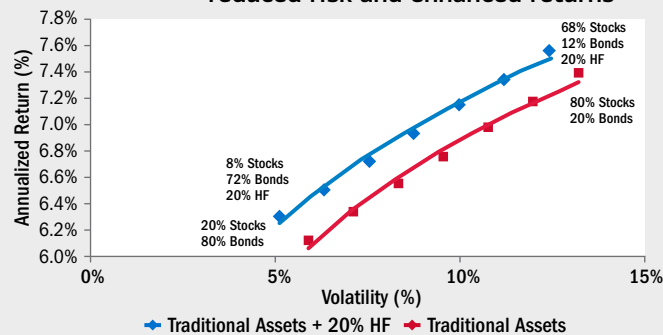 reduced risk and enhanced returns
7.8%
7.6%
7.4%
7.2%
7.0%
6.8%
6.6%
6.4%
6.2%
6.0%
Annualized Return (%)
68% Stocks
12% Bonds
20% HF
80% Stocks
20% Bonds
8% Stocks
72% Bonds
20% HF
20% Stocks
80% Bonds
0%
5%
10%
15%
Volatility (%)
Traditional Assets + 20% HF
Traditional Assets